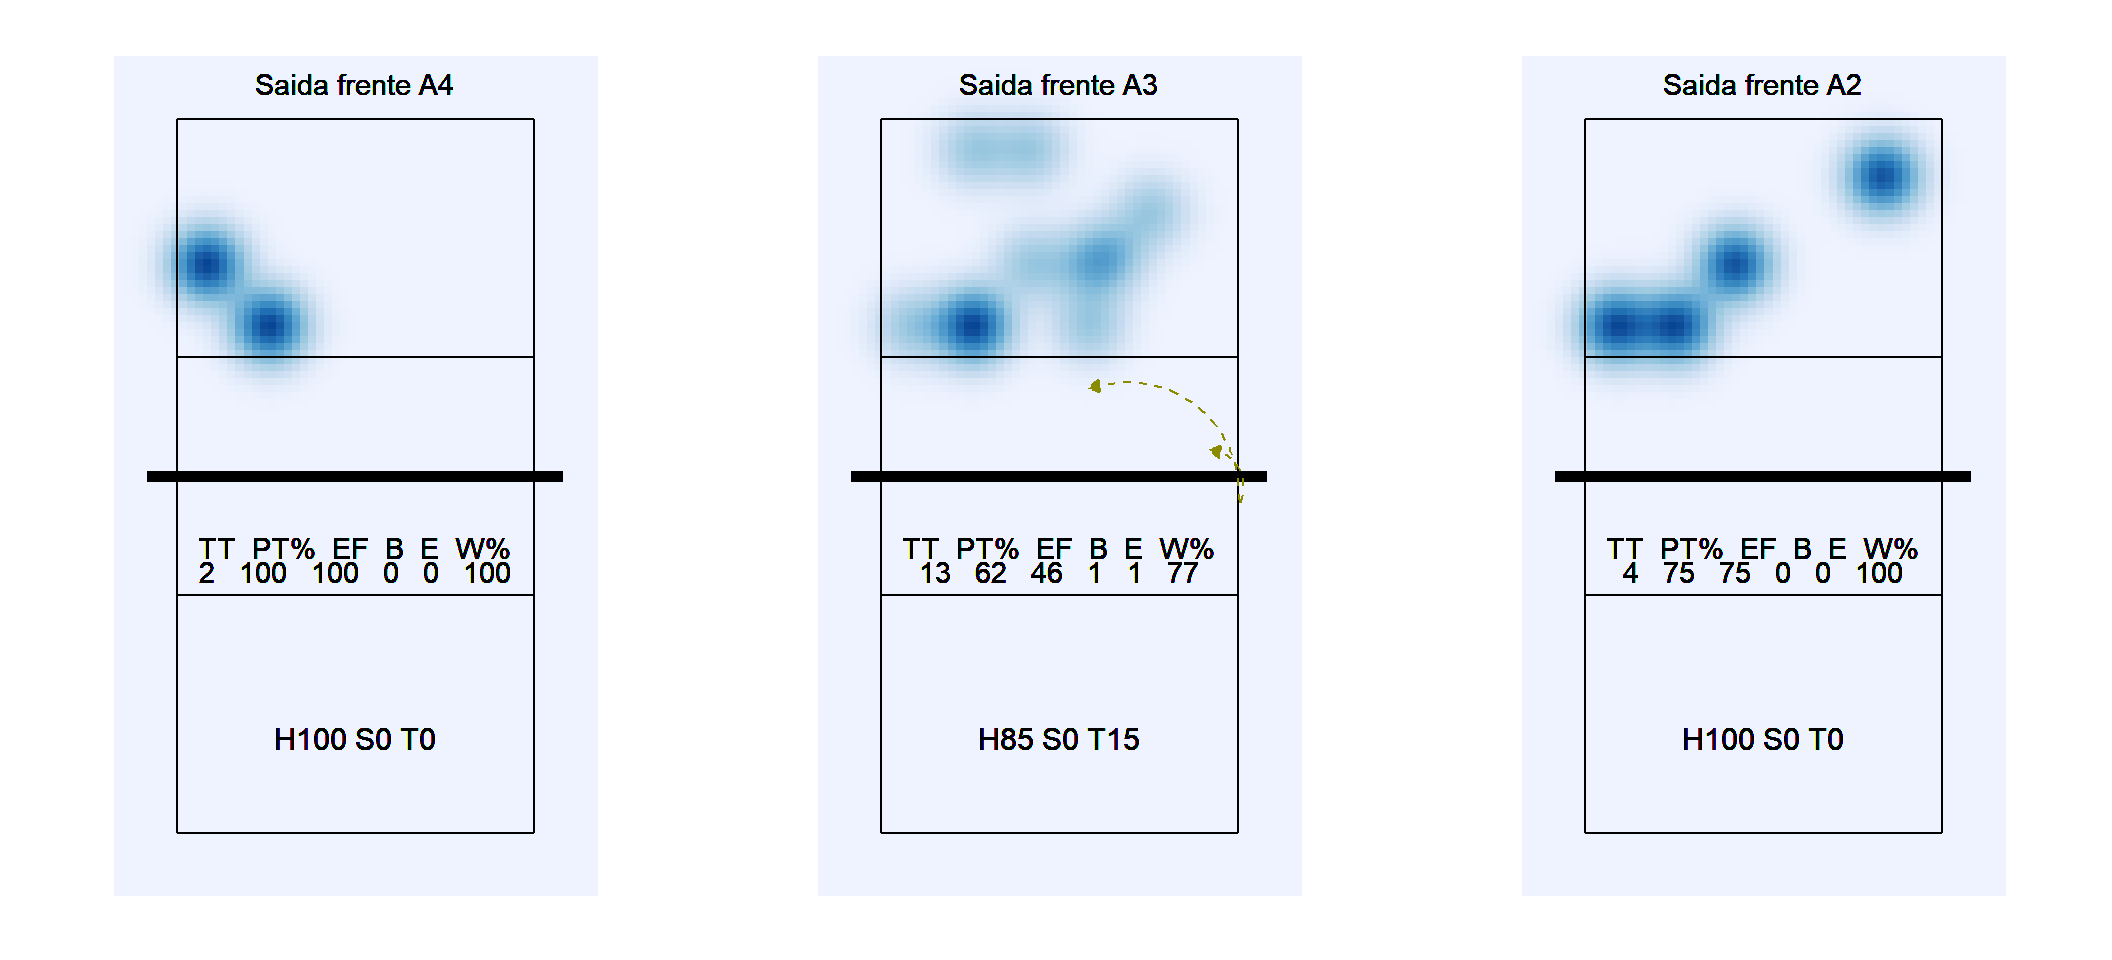 Saida frente A4
TT PT% EF B E W%
2 100 100 0 0 100
H100 S0 T0
Saida frente A3
TT PT% EF B E W%
13 62 46 1 1 77
H85 S0 T15
Saida frente A2
TT PT% EF B E W%
4 75 75 0 0 100
H100 S0 T0